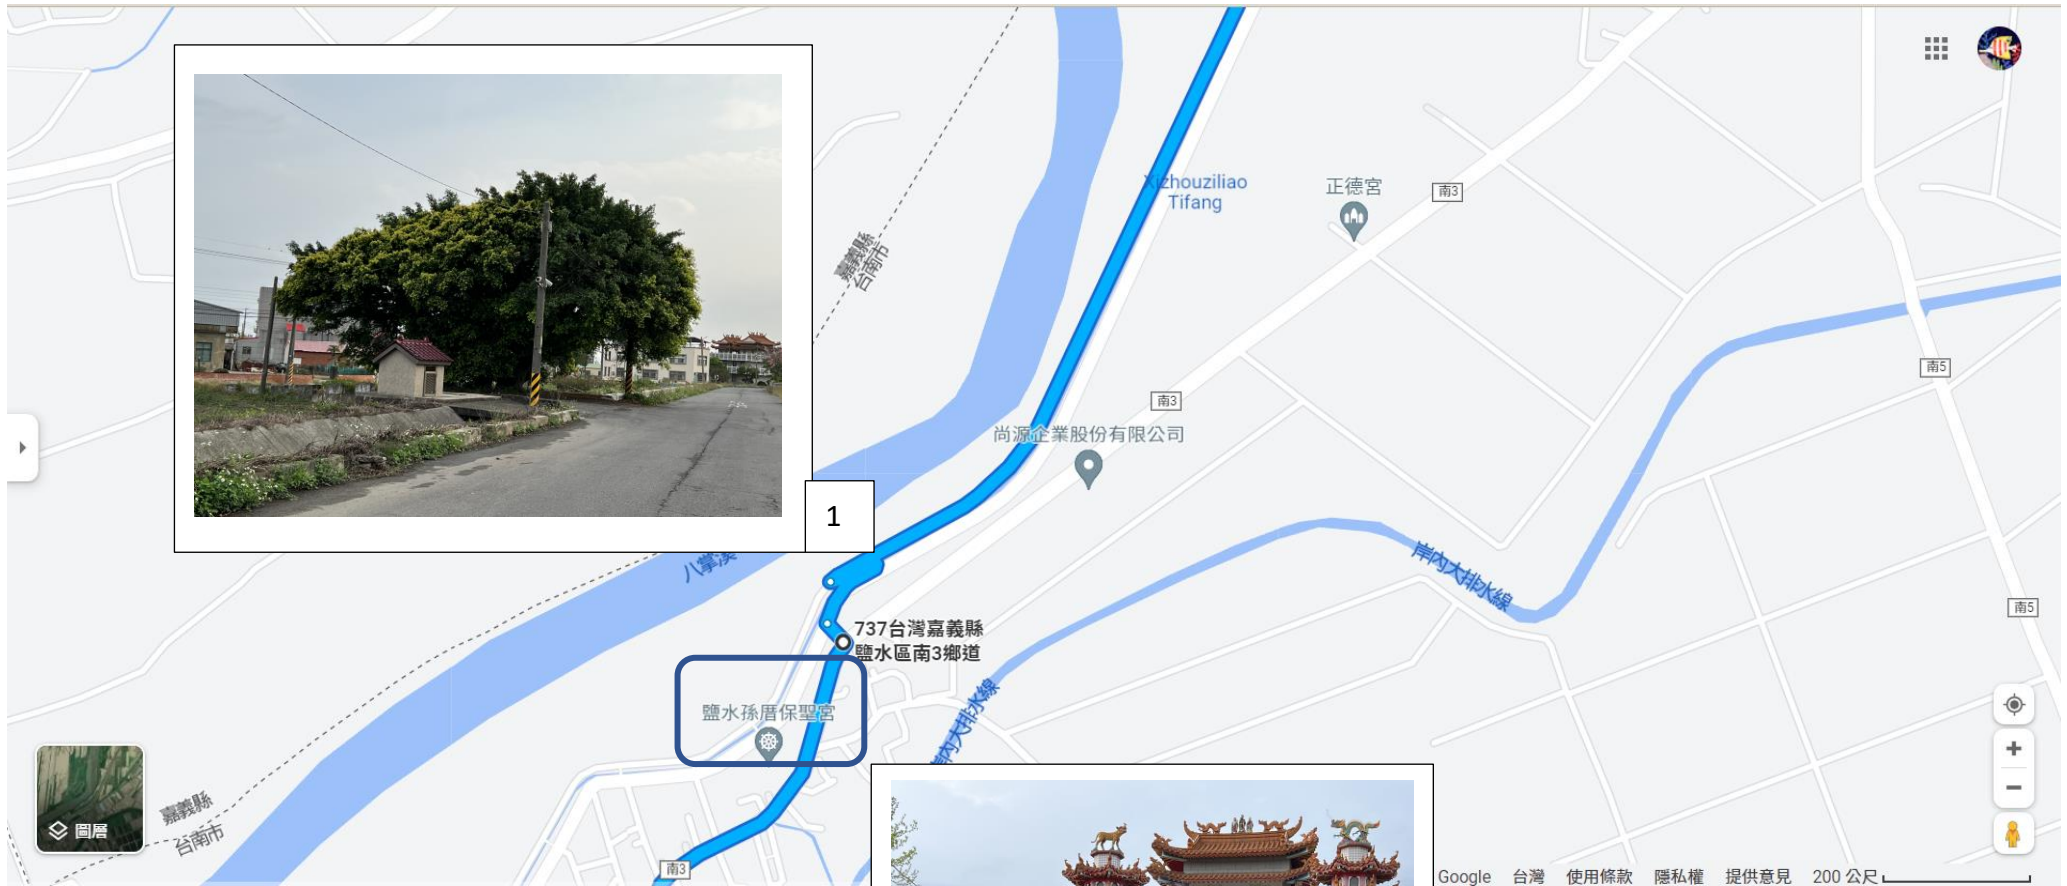 Xizhouziliao
Tifang
正德宮
南3
嘉義縣
台南市
南5
南3
尚源企業股份有限公司
1
八掌溪
岸內大排水線
南5
737台灣嘉義縣
鹽水區南3鄉道
鹽水孫厝保聖宮
岸內大排水線
嘉義縣
台南市
圖層
南3
Google 台灣 使用條款 隱私權 提供意見 200 公尺